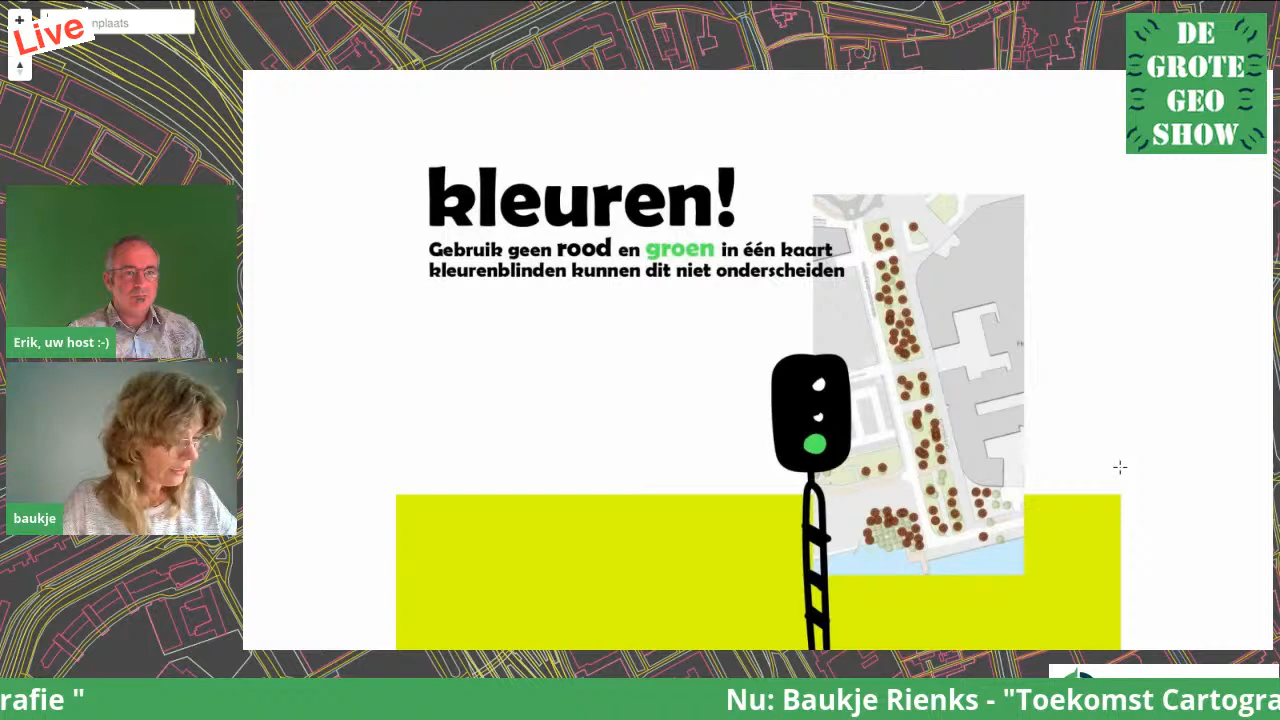 Live
nplaats
DE
GROTE
GEO
SHOW
kleuren!
Gebruik geen rood en groen in één kaart
kleurenblinden kunnen dit niet onderscheiden
Erik, uw host :-)
baukje
rafie " Nu: Baukje Rienks - "Toekomst Cartogra